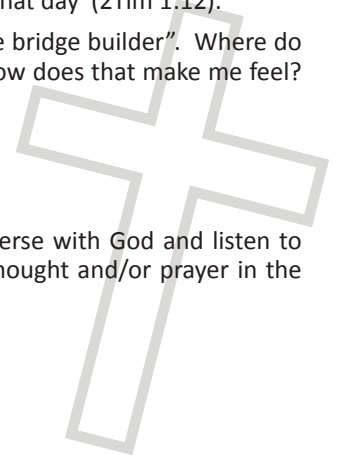 that day' (2Tim 1.12).
e bridge builder”. Where do
ow does that make me feel?
erse with God and listen to
hought and/or prayer in the